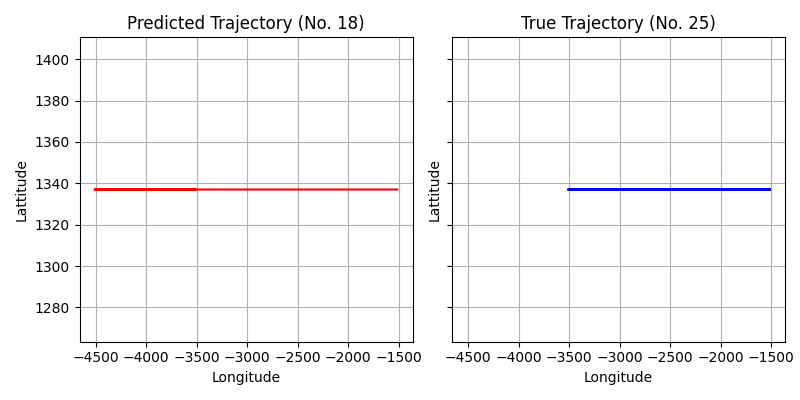 Predicted Trajectory (No. 18)
True Trajectory (No. 25)
1400
1380
1360
1340
1320
1300
1280
Lattitude
Lattitude
−4500 −4000 −3500 −3000 −2500 −2000 −1500
−4500 −4000 −3500 −3000 −2500 −2000 −1500
Longitude
Longitude